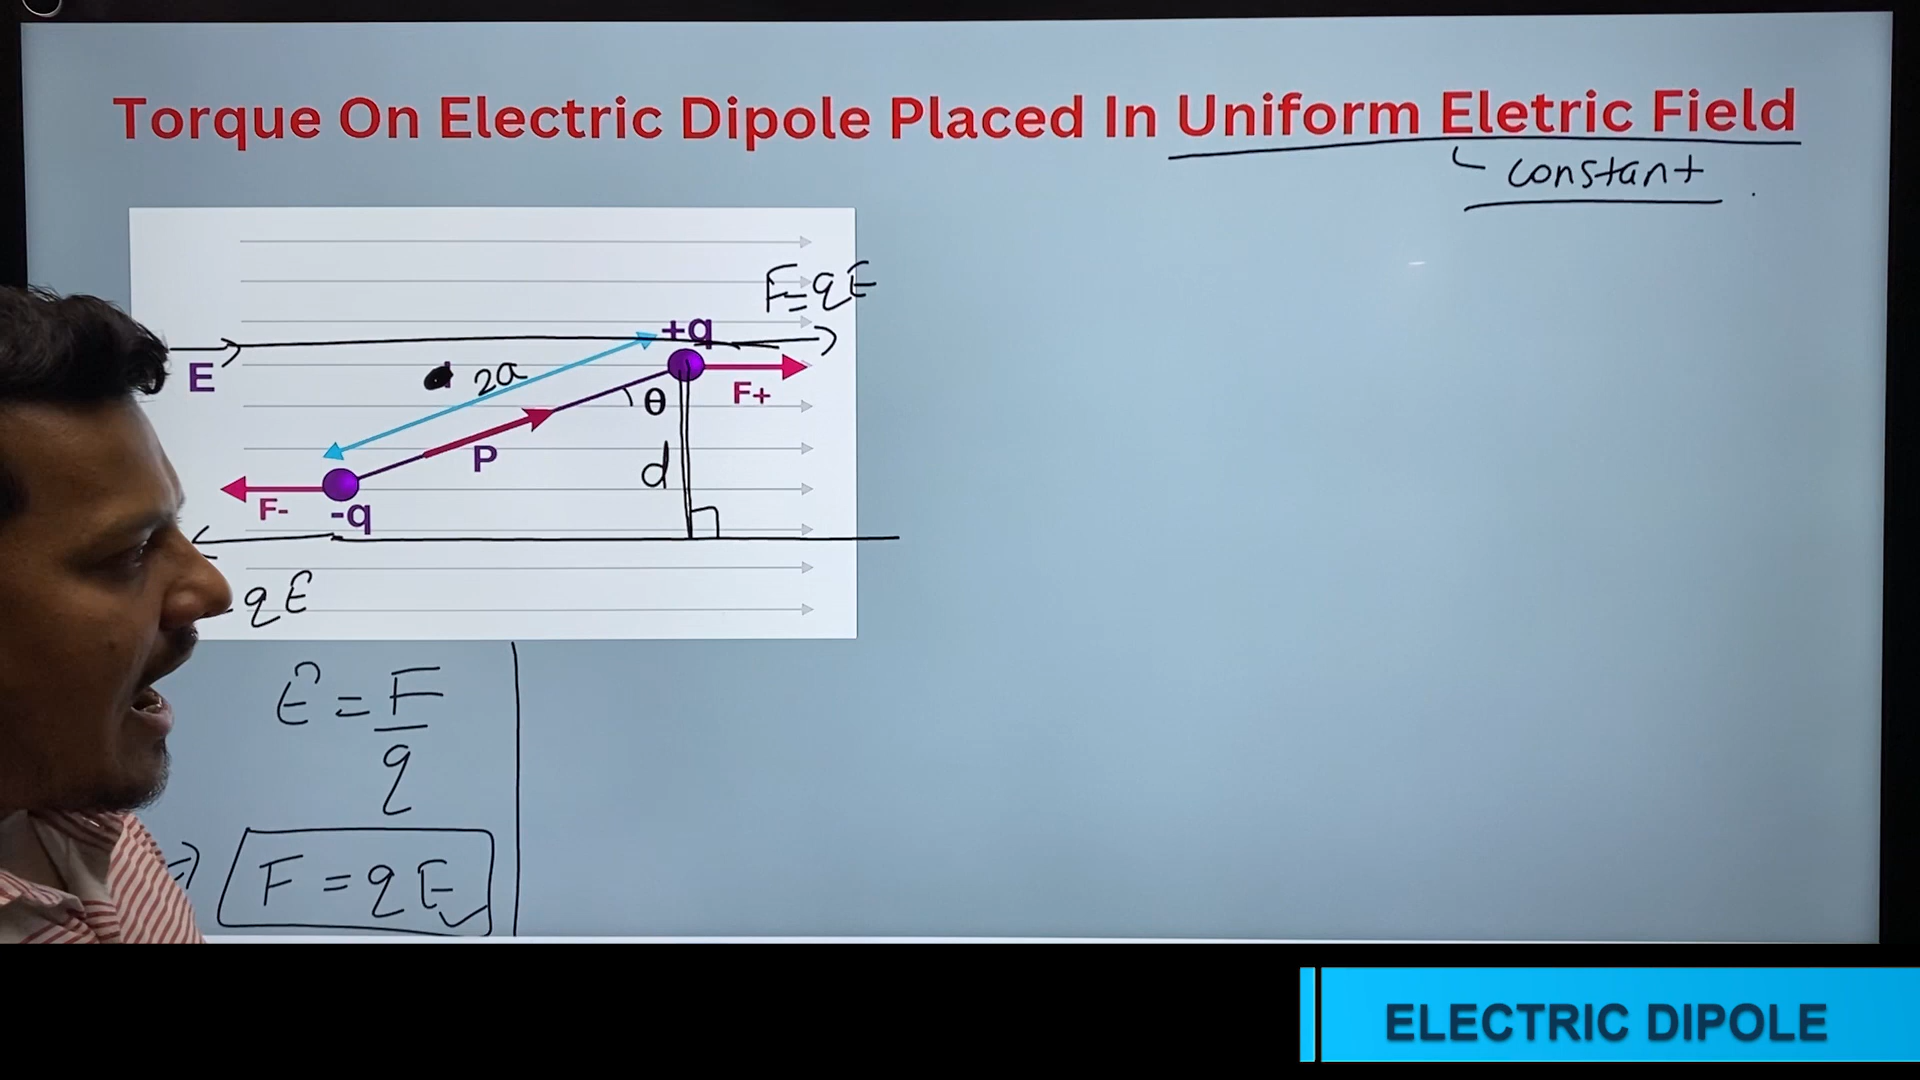 Torque On Electric Dipole Placed In Uniform Eletric Field
constant
F=qE
+q
E
2a
θ
F+
P
d
F-
-q
qE
E = F
q
⇒ F = qE
ELECTRIC DIPOLE